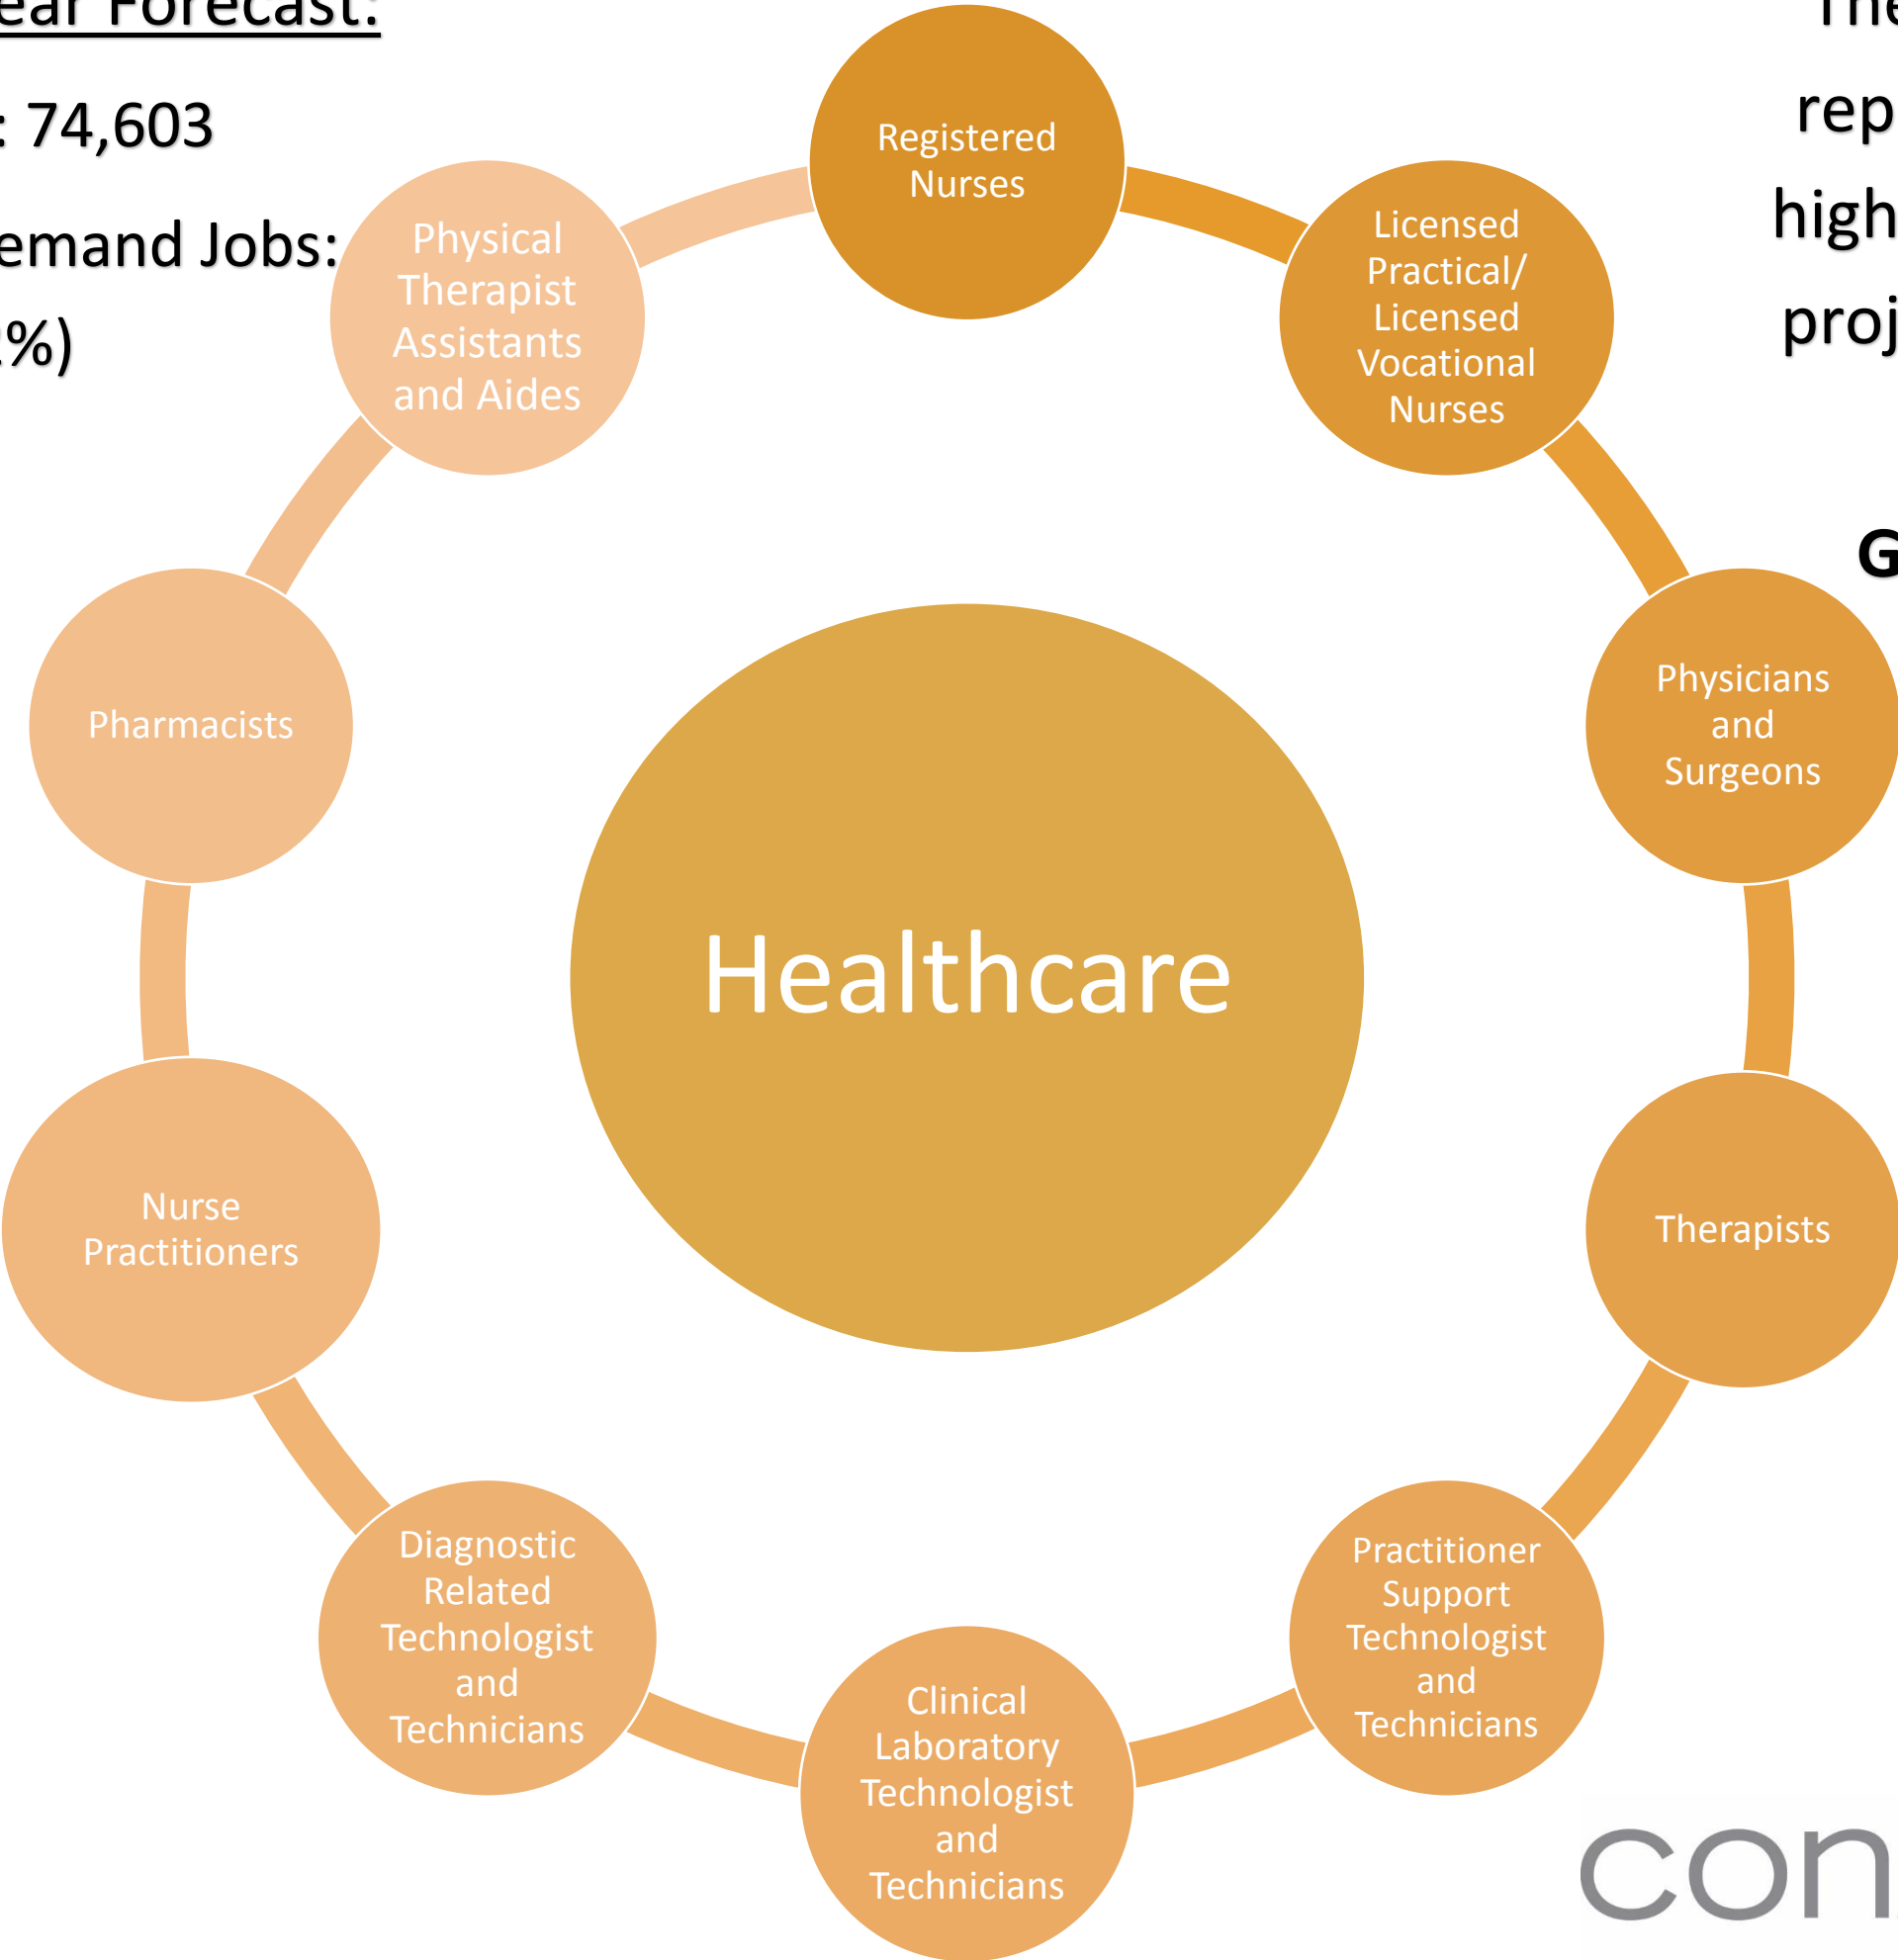 ear Forecast:
: 74,603
emand Jobs:
%)
The
rep
high
proj
G
Registered
Nurses
Licensed
Practical/
Licensed
Vocational
Nurses
Physicians
and
Surgeons
Therapists
Practitioner
Support
Technologist
and
Technicians
Clinical
Laboratory
Technologist
and
Technicians
Diagnostic
Related
Technologist
and
Technicians
Nurse
Practitioners
Pharmacists
Physical
Therapist
Assistants
and Aides
Healthcare
con